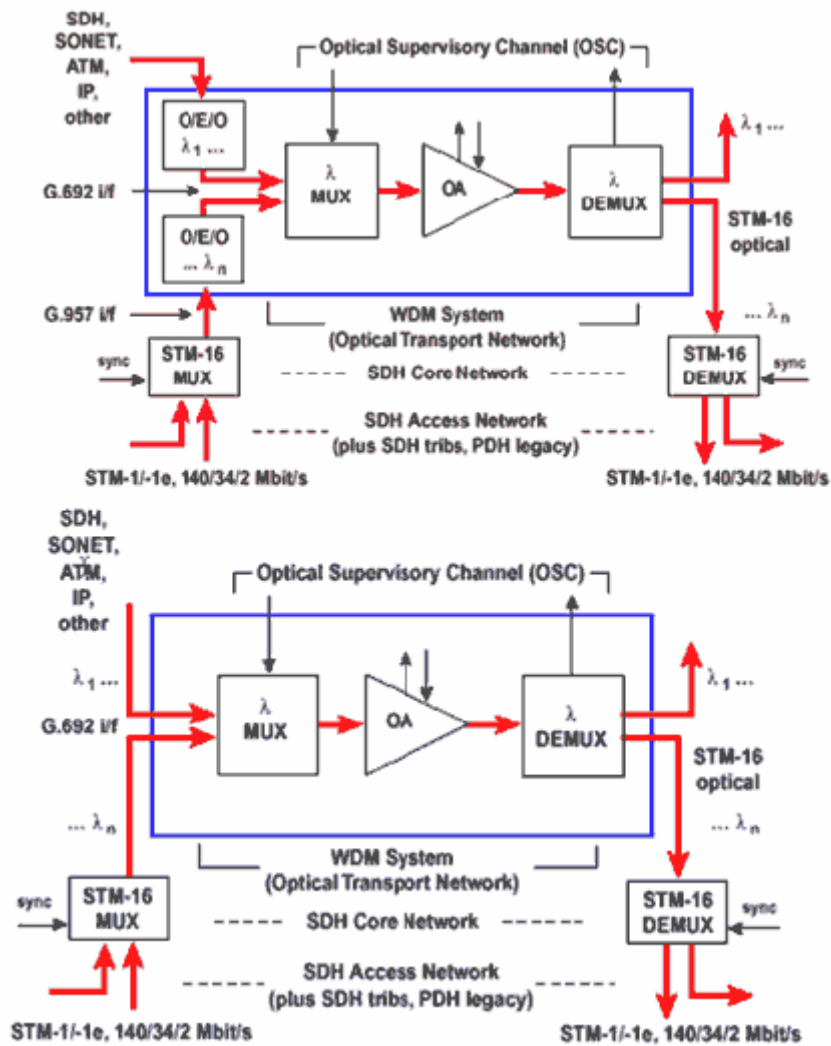 SDH,
SONET,
ATM,
IP,
other
Optical Supervisory Channel (OSC)
O/E/O
λ1 ...
G.692 i/f
O/E/O
... λn
λ
MUX
OA
λ
DEMUX
λ1 ...
STM-16
optical
... λn
G.957 i/f
WDM System
(Optical Transport Network)
sync
STM-16
MUX
SDH Core Network
STM-16
DEMUX
sync
SDH Access Network
(plus SDH tribs, PDH legacy)
STM-1/-1e, 140/34/2 Mbit/s
STM-1/-1e, 140/34/2 Mbit/s
SDH,
SONET,
ATM,
IP,
other
Optical Supervisory Channel (OSC)
λ1 ...
G.692 i/f
... λn
λ
MUX
OA
λ
DEMUX
λ1 ...
STM-16
optical
... λn
WDM System
(Optical Transport Network)
sync
STM-16
MUX
SDH Core Network
STM-16
DEMUX
sync
SDH Access Network
(plus SDH tribs, PDH legacy)
STM-1/-1e, 140/34/2 Mbit/s
STM-1/-1e, 140/34/2 Mbit/s